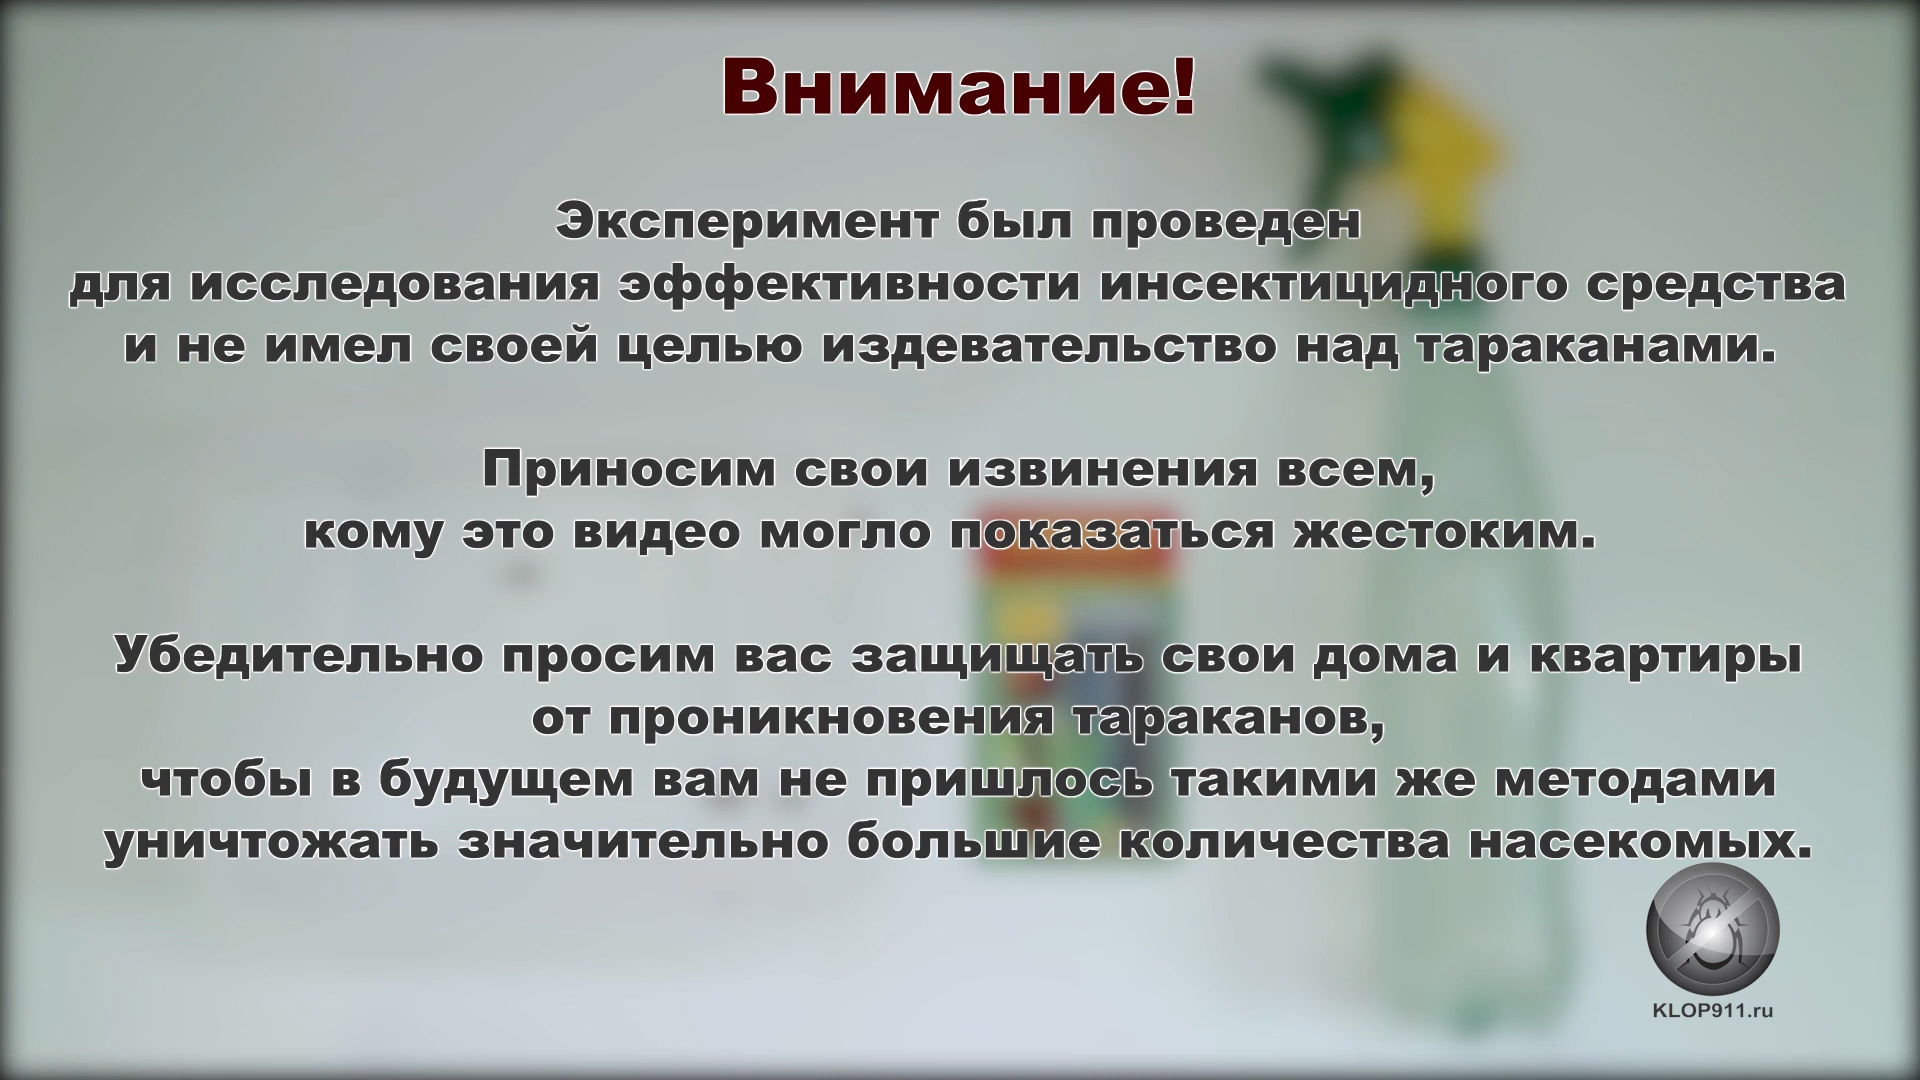 Внимание!
Эксперимент был проведен
для исследования эффективности инсектицидного средства
и не имел своей целью издевательство над тараканами.
Приносим свои извинения всем,
кому это видео могло показаться жестоким.
Убедительно просим вас защищать свои дома и квартиры
от проникновения тараканов,
чтобы в будущем вам не пришлось такими же методами
уничтожать значительно большие количества насекомых.
KLOP911.ru